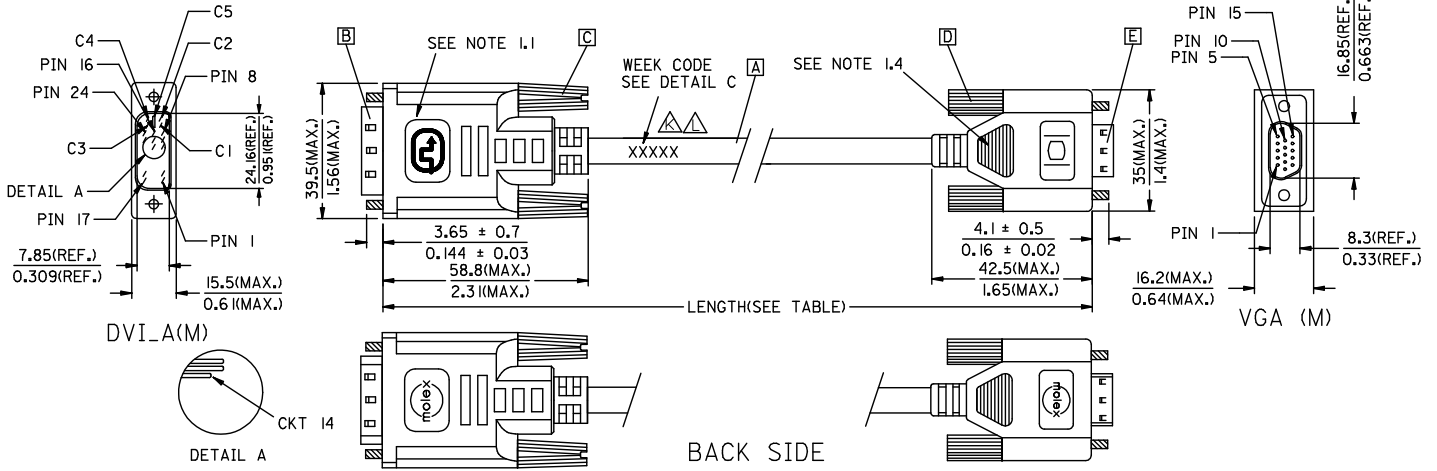 C5
C4
C2
PIN 16
PIN 8
PIN 24
C3
C1
DETAIL A
PIN 17
PIN 1
24.16(REF.)
0.951(REF.)
7.85(REF.)
0.309(REF.)
15.5(MAX.)
0.61(MAX.)
DVI_A(M)
CKT 14
DETAIL A
B
SEE NOTE 1.1
C
WEEK CODE
SEE DETAIL C
A
K
L
XXXXX
SEE NOTE 1.4
D
E
39.5(MAX.)
1.56(MAX.)
3.65 ± 0.7
0.144 ± 0.03
58.8(MAX.)
2.31(MAX.)
LENGTH(SEE TABLE)
4.1 ± 0.5
0.16 ± 0.02
42.5(MAX.)
1.65(MAX.)
35(MAX.)
1.4(MAX.)
PIN 15
PIN 10
PIN 5
PIN 1
16.85(REF.)
0.663(REF.)
8.3(REF.)
0.33(REF.)
16.2(MAX.)
0.64(MAX.)
VGA (M)
molex
molex
BACK SIDE